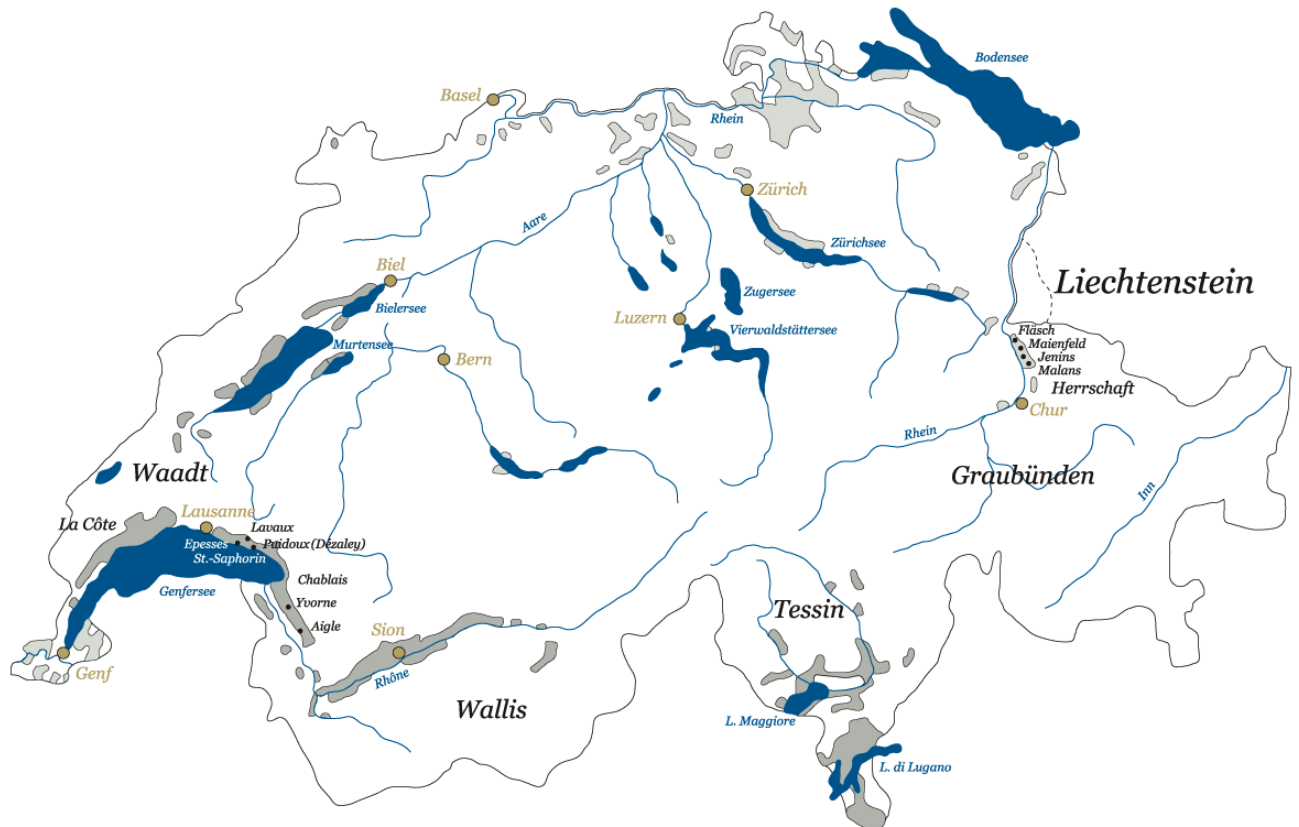 Bodensee
Basel
Rhein
Zürich
Aare
Zürichsee
Biel
Liechtenstein
Zugersee
Bielersee
Luzern
Vierwaldstättersee
Fläsch
Murtensee
Maienfeld
Bern
Jenins
Malans
Herrschaft
Chur
Rhein
Waadt
Graubünden
Inn
Lausanne
La Côte
Lavaux
Epesses
Puidoux (Dézaley)
St.-Saphorin
Chablais
Genfersee
Yvorne
Tessin
Aigle
Sion
Genf
Rhône
Wallis
L. Maggiore
L. di Lugano